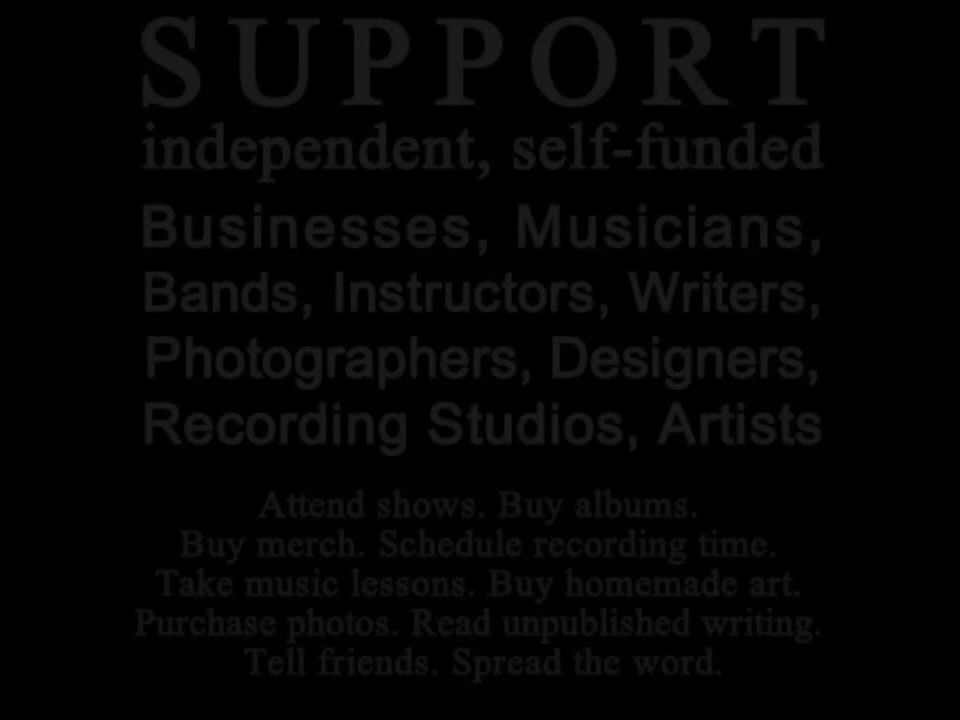 SUPPORT
independent, self-funded
Businesses, Musicians,
Bands, Instructors, Writers,
Photographers, Designers,
Recording Studios, Artists
Attend shows. Buy albums.
Buy merch. Schedule recording time.
Take music lessons. Buy homemade art.
Purchase photos. Read unpublished writing.
Tell friends. Spread the word.